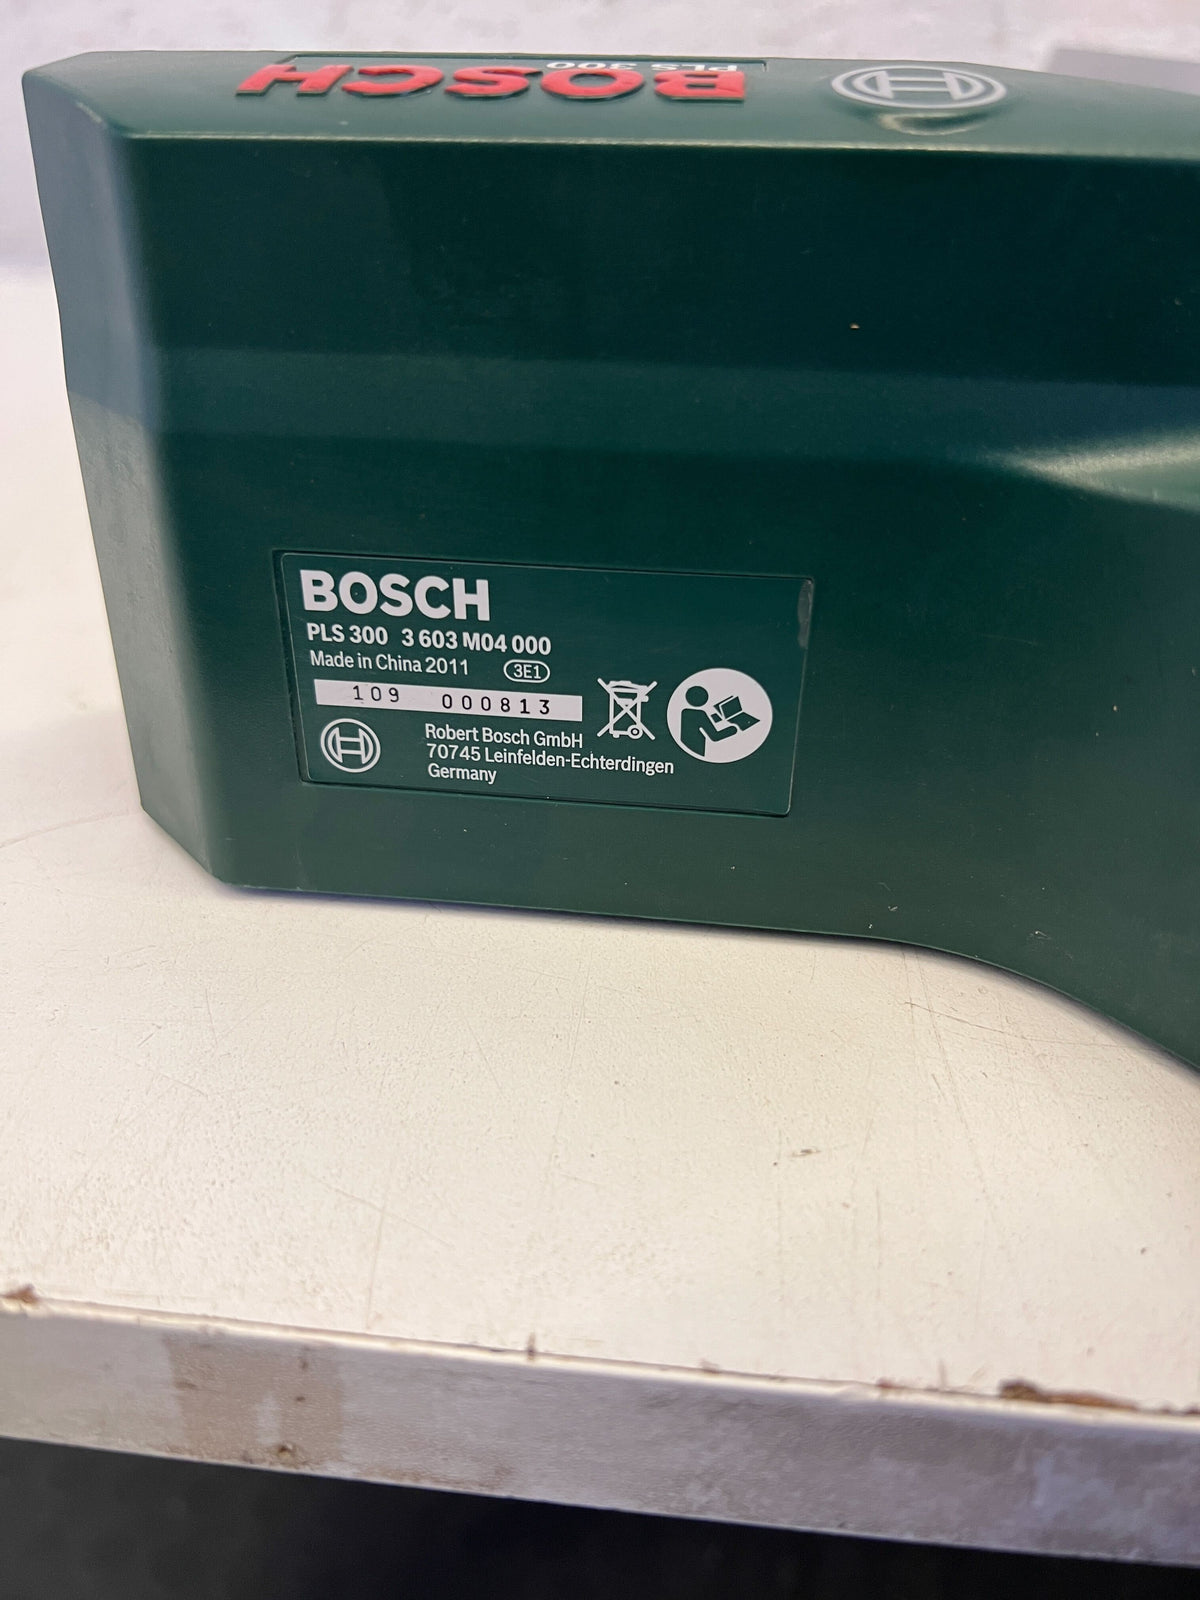 PLS 300
BOSCH
BOSCH
PLS 300 3 603 M04 000
Made in China 2011 3E1
109 000813
Robert Bosch GmbH
70745 Leinfelden-Echterdingen
Germany